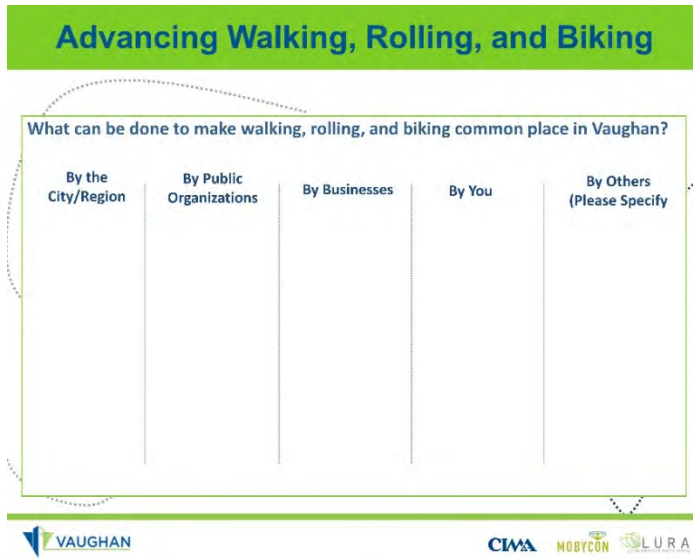 Advancing Walking, Rolling, and Biking
What can be done to make walking, rolling, and biking common place in Vaughan?
By the
City/Region
By Public
Organizations
By Businesses
By You
By Others
(Please Specify
VAUGHAN
CIMA
MOBYCON
LURA